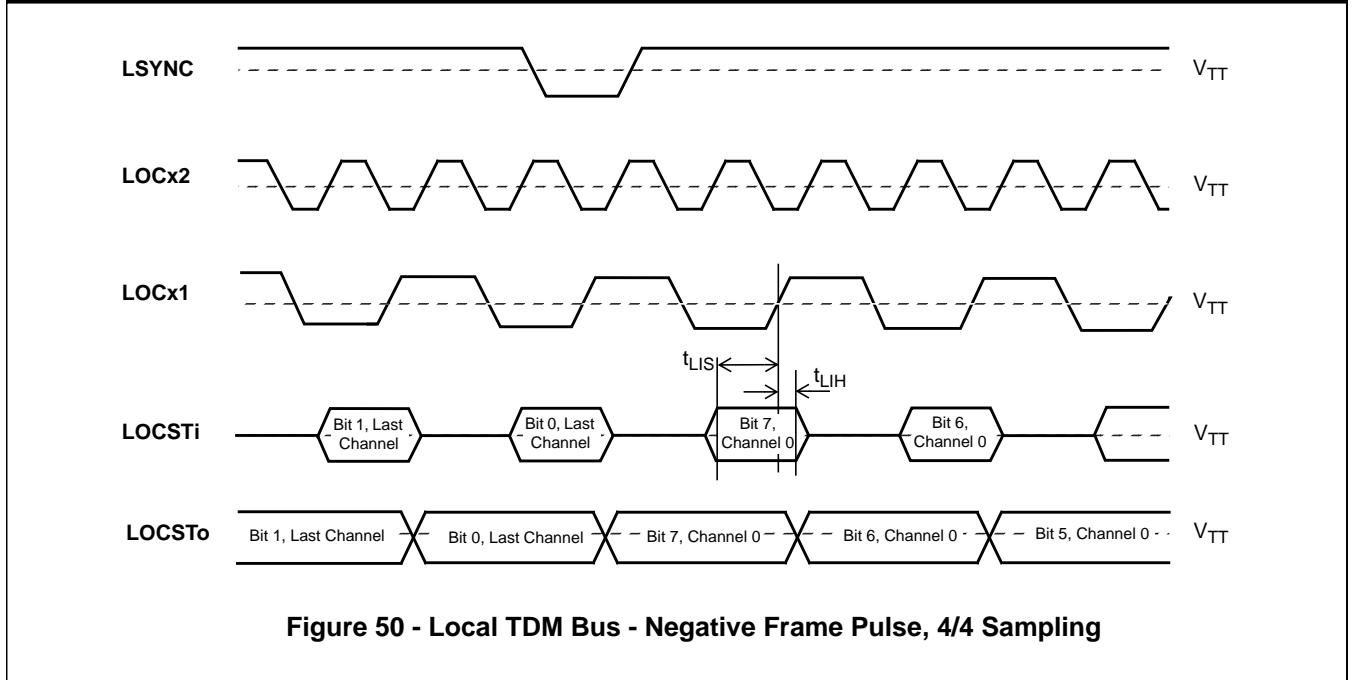 LSYNC
V_TT
LOCx2
V_TT
LOCx1
V_TT
t_LIS
t_LIH
LOCSTi
Bit 1, Last
Channel
Bit 0, Last
Channel
Bit 7,
Channel 0
Bit 6,
Channel 0
V_TT
LOCSTo
Bit 1, Last Channel
Bit 0, Last Channel
Bit 7, Channel 0
Bit 6, Channel 0
Bit 5, Channel 0
V_TT
Figure 50 - Local TDM Bus - Negative Frame Pulse, 4/4 Sampling